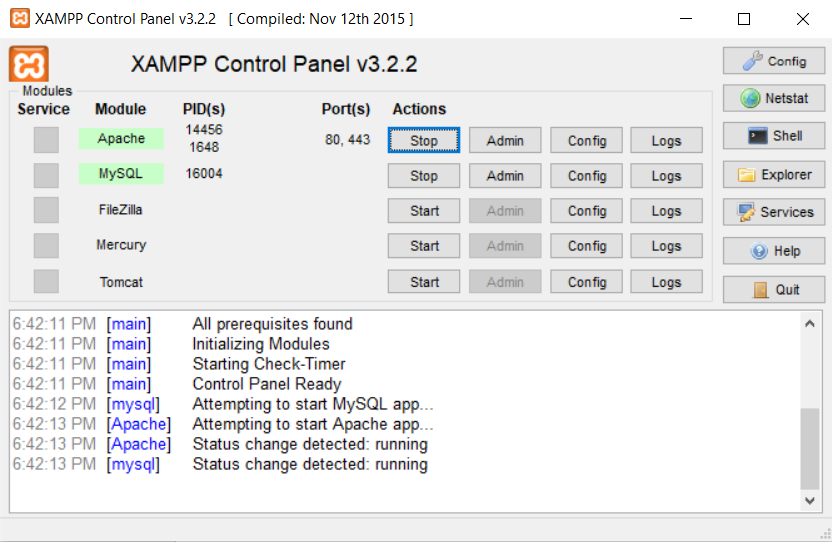 XAMPP Control Panel v3.2.2 [ Compiled: Nov 12th 2015 ]
XAMPP Control Panel v3.2.2
Modules
Service Module PID(s) Port(s) Actions
Apache 14456 1648 80, 443 Stop Admin Config Logs
MySQL 16004 Stop Admin Config Logs
FileZilla Start Admin Config Logs
Mercury Start Admin Config Logs
Tomcat Start Admin Config Logs
Config
Netstat
Shell
Explorer
Services
Help
Quit
6:42:11 PM [main] All prerequisites found
6:42:11 PM [main] Initializing Modules
6:42:11 PM [main] Starting Check-Timer
6:42:11 PM [main] Control Panel Ready
6:42:12 PM [mysql] Attempting to start MySQL app...
6:42:13 PM [Apache] Attempting to start Apache app...
6:42:13 PM [Apache] Status change detected: running
6:42:13 PM [mysql] Status change detected: running